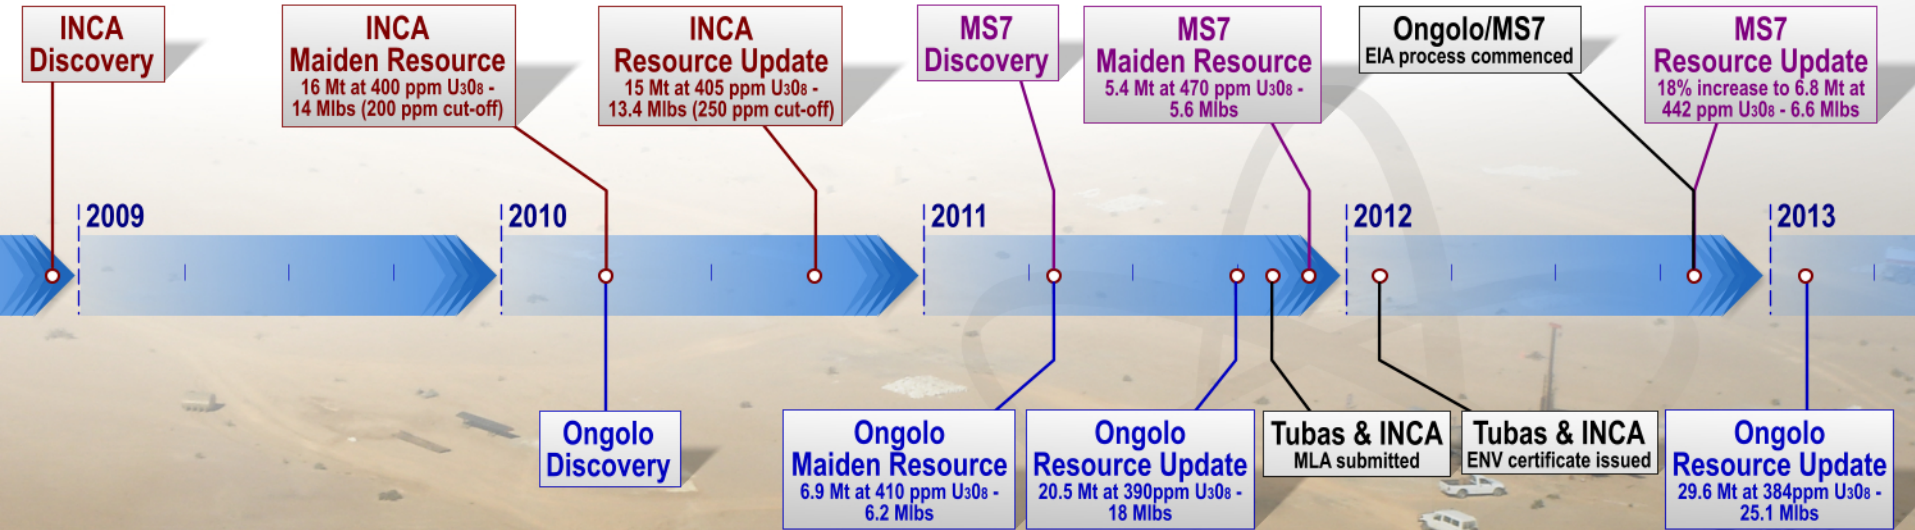 INCA
Discovery
INCA
Maiden Resource
16 Mt at 400 ppm U3O8 -
14 Mlbs (200 ppm cut-off)
INCA
Resource Update
15 Mt at 405 ppm U3O8 -
13.4 Mlbs (250 ppm cut-off)
MS7
Discovery
MS7
Maiden Resource
5.4 Mt at 470 ppm U3O8 -
5.6 Mlbs
Ongolo/MS7
EIA process commenced
MS7
Resource Update
18% increase to 6.8 Mt at
442 ppm U3O8 - 6.6 Mlbs
2009
2010
2011
2012
2013
Ongolo
Discovery
Ongolo
Maiden Resource
6.9 Mt at 410 ppm U3O8 -
6.2 Mlbs
Ongolo
Resource Update
20.5 Mt at 390ppm U3O8 -
18 Mlbs
Tubas & INCA
MLA submitted
Tubas & INCA
ENV certificate issued
Ongolo
Resource Update
29.6 Mt at 384ppm U3O8 -
25.1 Mlbs